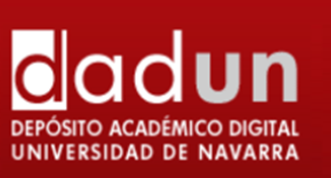 dadun
DEPÓSITO ACADÉMICO DIGITAL
UNIVERSIDAD DE NAVARRA